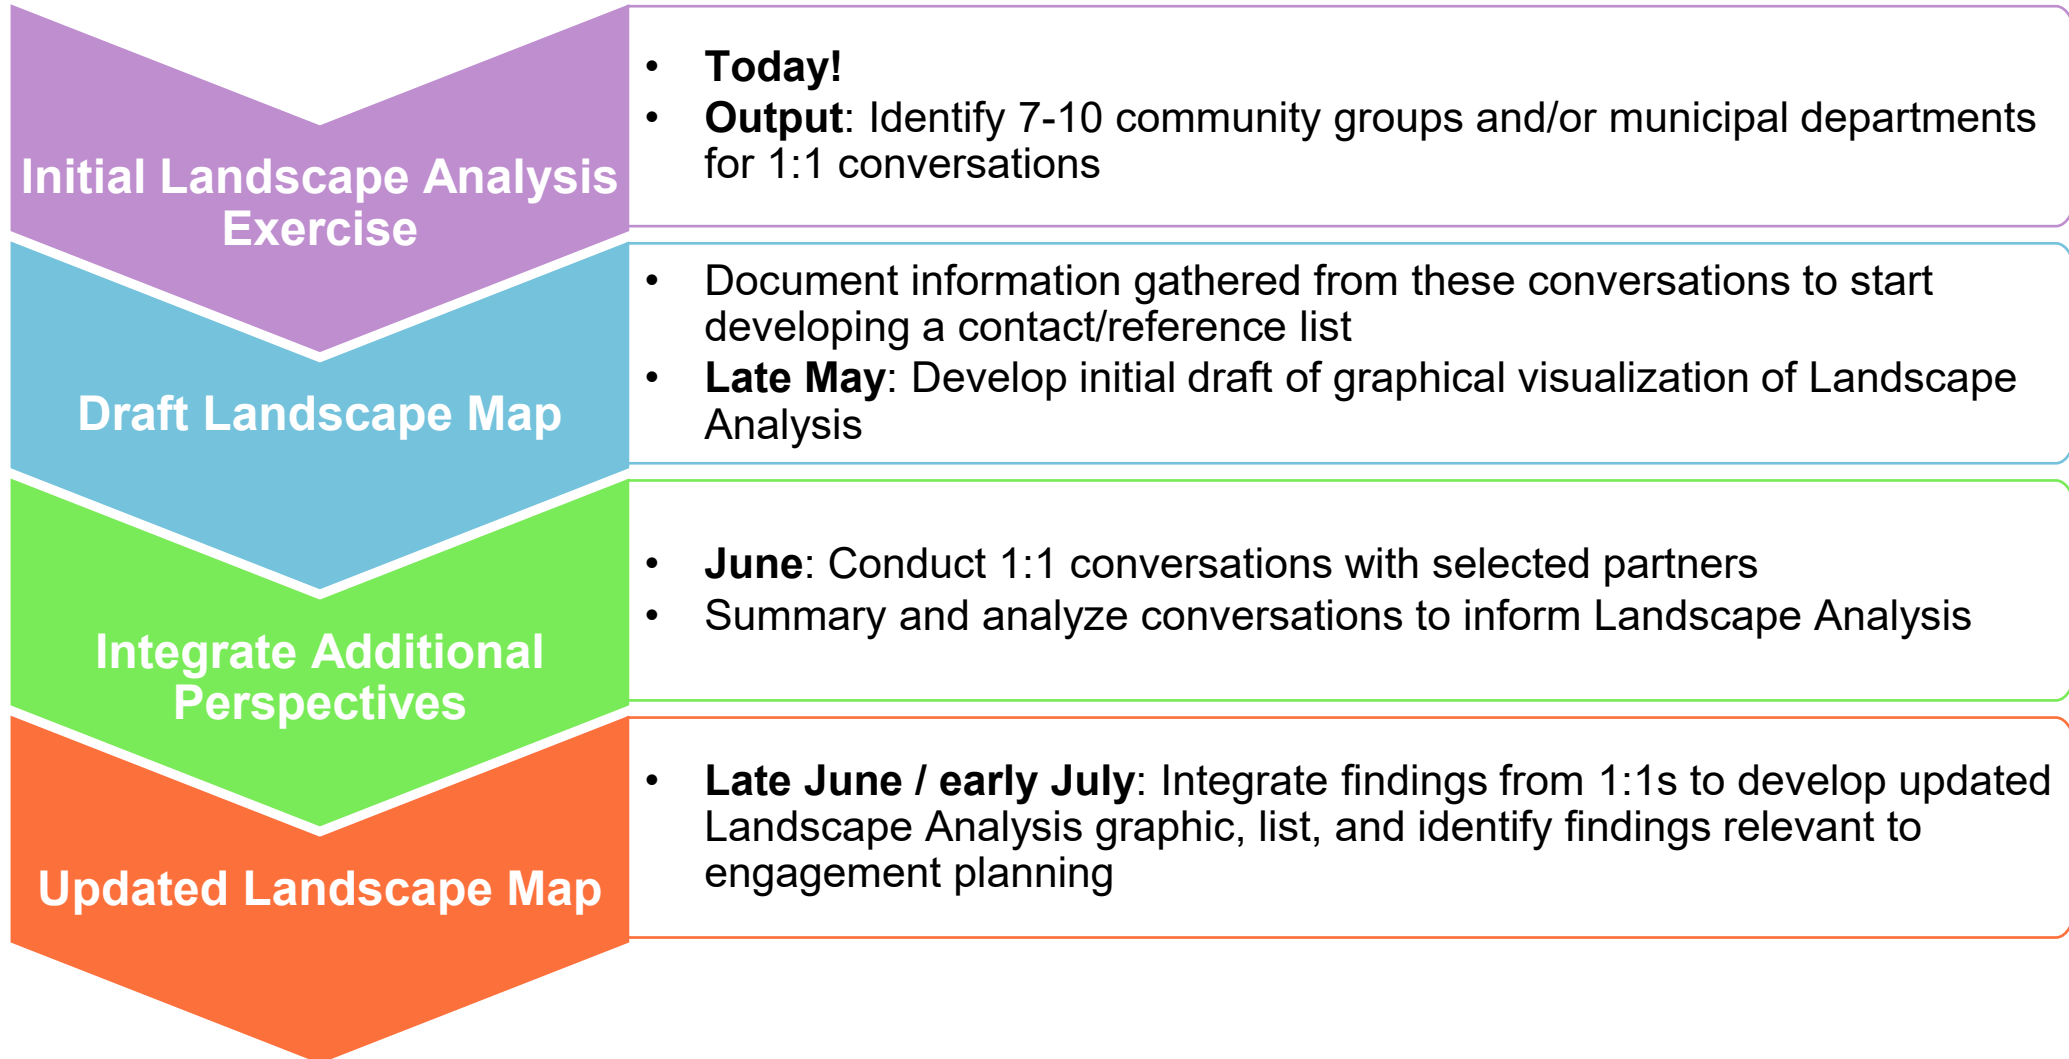 Initial Landscape Analysis
Exercise
• Today!
• Output: Identify 7-10 community groups and/or municipal departments
for 1:1 conversations
Draft Landscape Map
• Document information gathered from these conversations to start
developing a contact/reference list
• Late May: Develop initial draft of graphical visualization of Landscape
Analysis
Integrate Additional
Perspectives
• June: Conduct 1:1 conversations with selected partners
• Summary and analyze conversations to inform Landscape Analysis
Updated Landscape Map
• Late June / early July: Integrate findings from 1:1s to develop updated
Landscape Analysis graphic, list, and identify findings relevant to
engagement planning